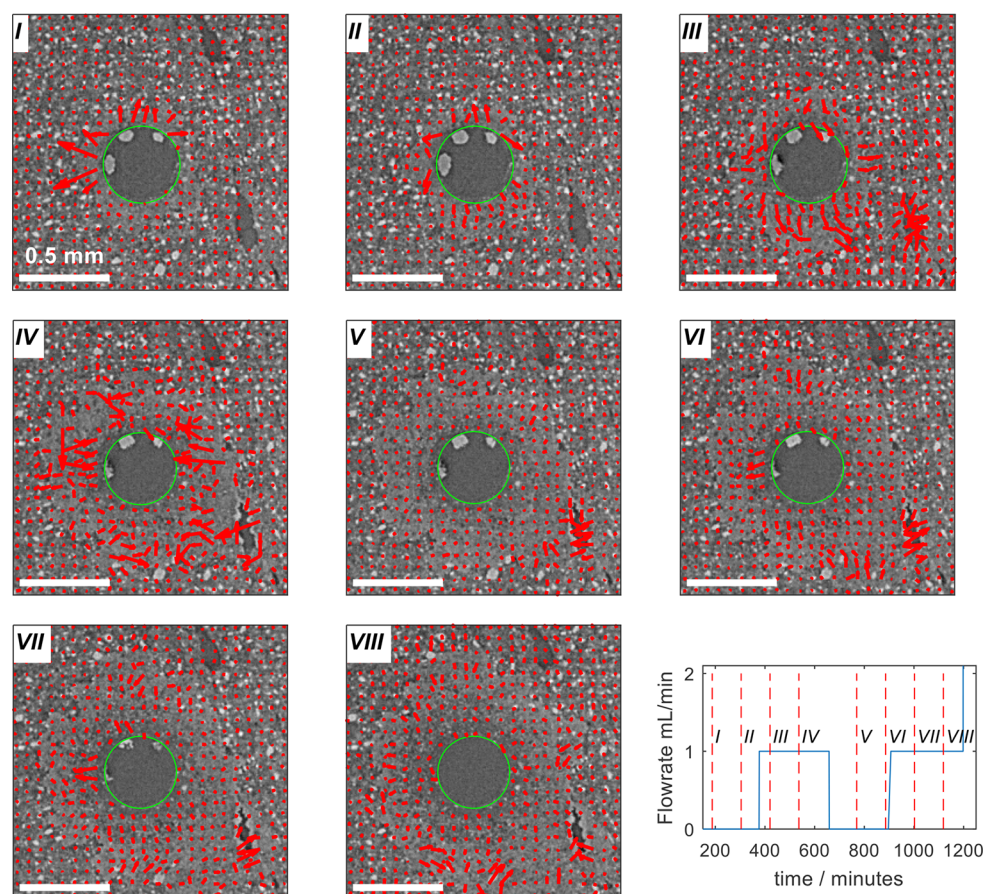 I
II
III
0.5 mm
IV
V
VI
VII
VIII
2
1
0
Flowrate mL/min
I II III IV V VI VII VIII
200 400 600 800 1000 1200
time / minutes